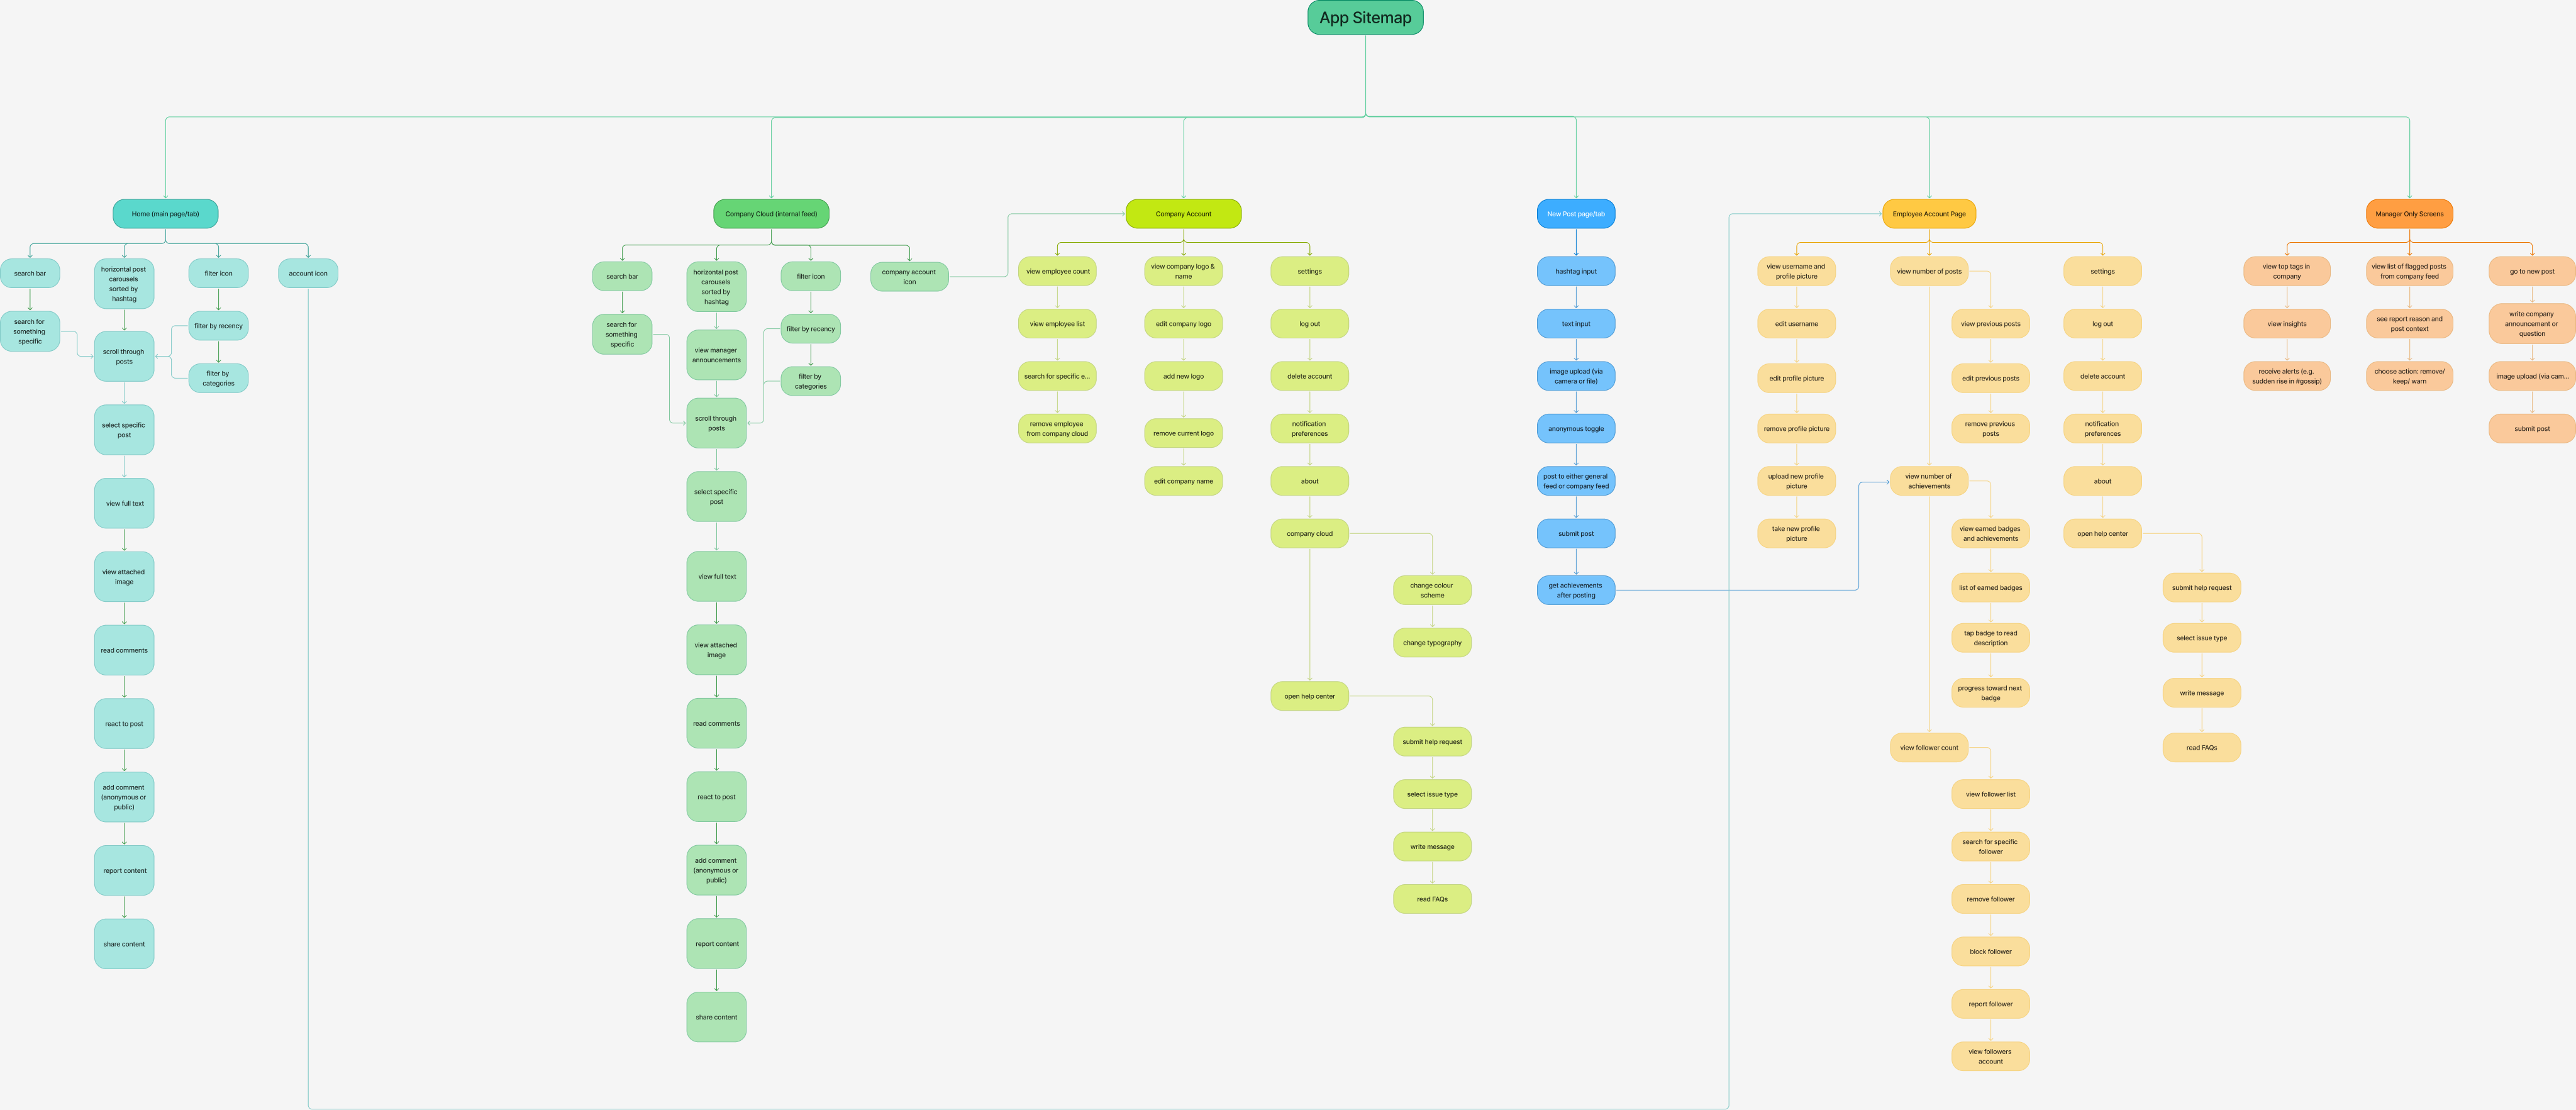 App Sitemap
Home (main page/tab)
search bar
search for
something
specific
horizontal post
carousels
sorted by
hashtag
scroll through
posts
select specific
post
view full text
view attached
image
read comments
react to post
add comment
(anonymous or
public)
report content
share content
filter icon
filter by recency
filter by
categories
account icon
Company Cloud (internal feed)
search bar
search for
something
specific
horizontal post
carousels
sorted by
hashtag
view manager
announcements
scroll through
posts
select specific
post
view full text
view attached
image
read comments
react to post
add comment
(anonymous or
public)
report content
share content
filter icon
filter by recency
filter by
categories
company account
icon
Company Account
view employee count
view employee list
search for specific e...
remove employee
from company cloud
view company logo &
name
edit company logo
add new logo
remove current logo
edit company name
settings
log out
delete account
notification
preferences
about
company cloud
change colour
scheme
change typography
open help center
submit help request
select issue type
write message
read FAQs
New Post page/tab
hashtag input
text input
image upload (via
camera or file)
anonymous toggle
post to either general
feed or company feed
submit post
get achievements
after posting
Employee Account Page
view username and
profile picture
edit username
edit profile picture
remove profile picture
upload new profile
picture
take new profile
picture
view number of posts
view previous posts
edit previous posts
remove previous
posts
view number of
achievements
view earned badges
and achievements
list of earned badges
tap badge to read
description
progress toward next
badge
view follower count
view follower list
search for specific
follower
remove follower
block follower
report follower
view followers
account
settings
log out
delete account
notification
preferences
about
open help center
submit help request
select issue type
write message
read FAQs
Manager Only Screens
view top tags in
company
view insights
receive alerts (e.g.
sudden rise in #gossip)
view list of flagged posts
from company feed
see report reason and
post context
choose action: remove/
keep/ warn
go to new post
write company
announcement or
question
image upload (via cam...
submit post